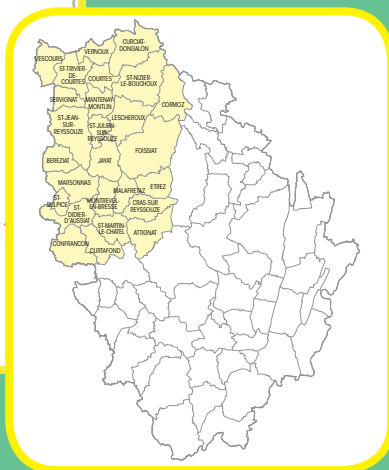 CURCIAT-
DONGALON
VERNOUX
VESCOURS
ST-TRIVIER-
DE-
COURTES
COURTES
ST-NIZIER-
LE-BOUCHOUX
SERVIGNAT
MANTENAY-
MONTLIN
CORMOZ
ST-JEAN-
SUR-
REYSSOUZE
LESCHEROUX
ST-JULIEN-
SUR-
REYSSOUZE
FOISSIAT
BEREZIAT
JAYAT
MARSONNAS
MALAFRETAZ
ETREZ
ST-
SULPICE
MONTREVEL-
EN-BRESSE
CRAS-SUR
REYSSOUZE
ST-
DIDIER-
D'AUSSIAT
ST-MARTIN-
LE-CHATEL
ATTIGNAT
CONFRANCON
CURTAFOND